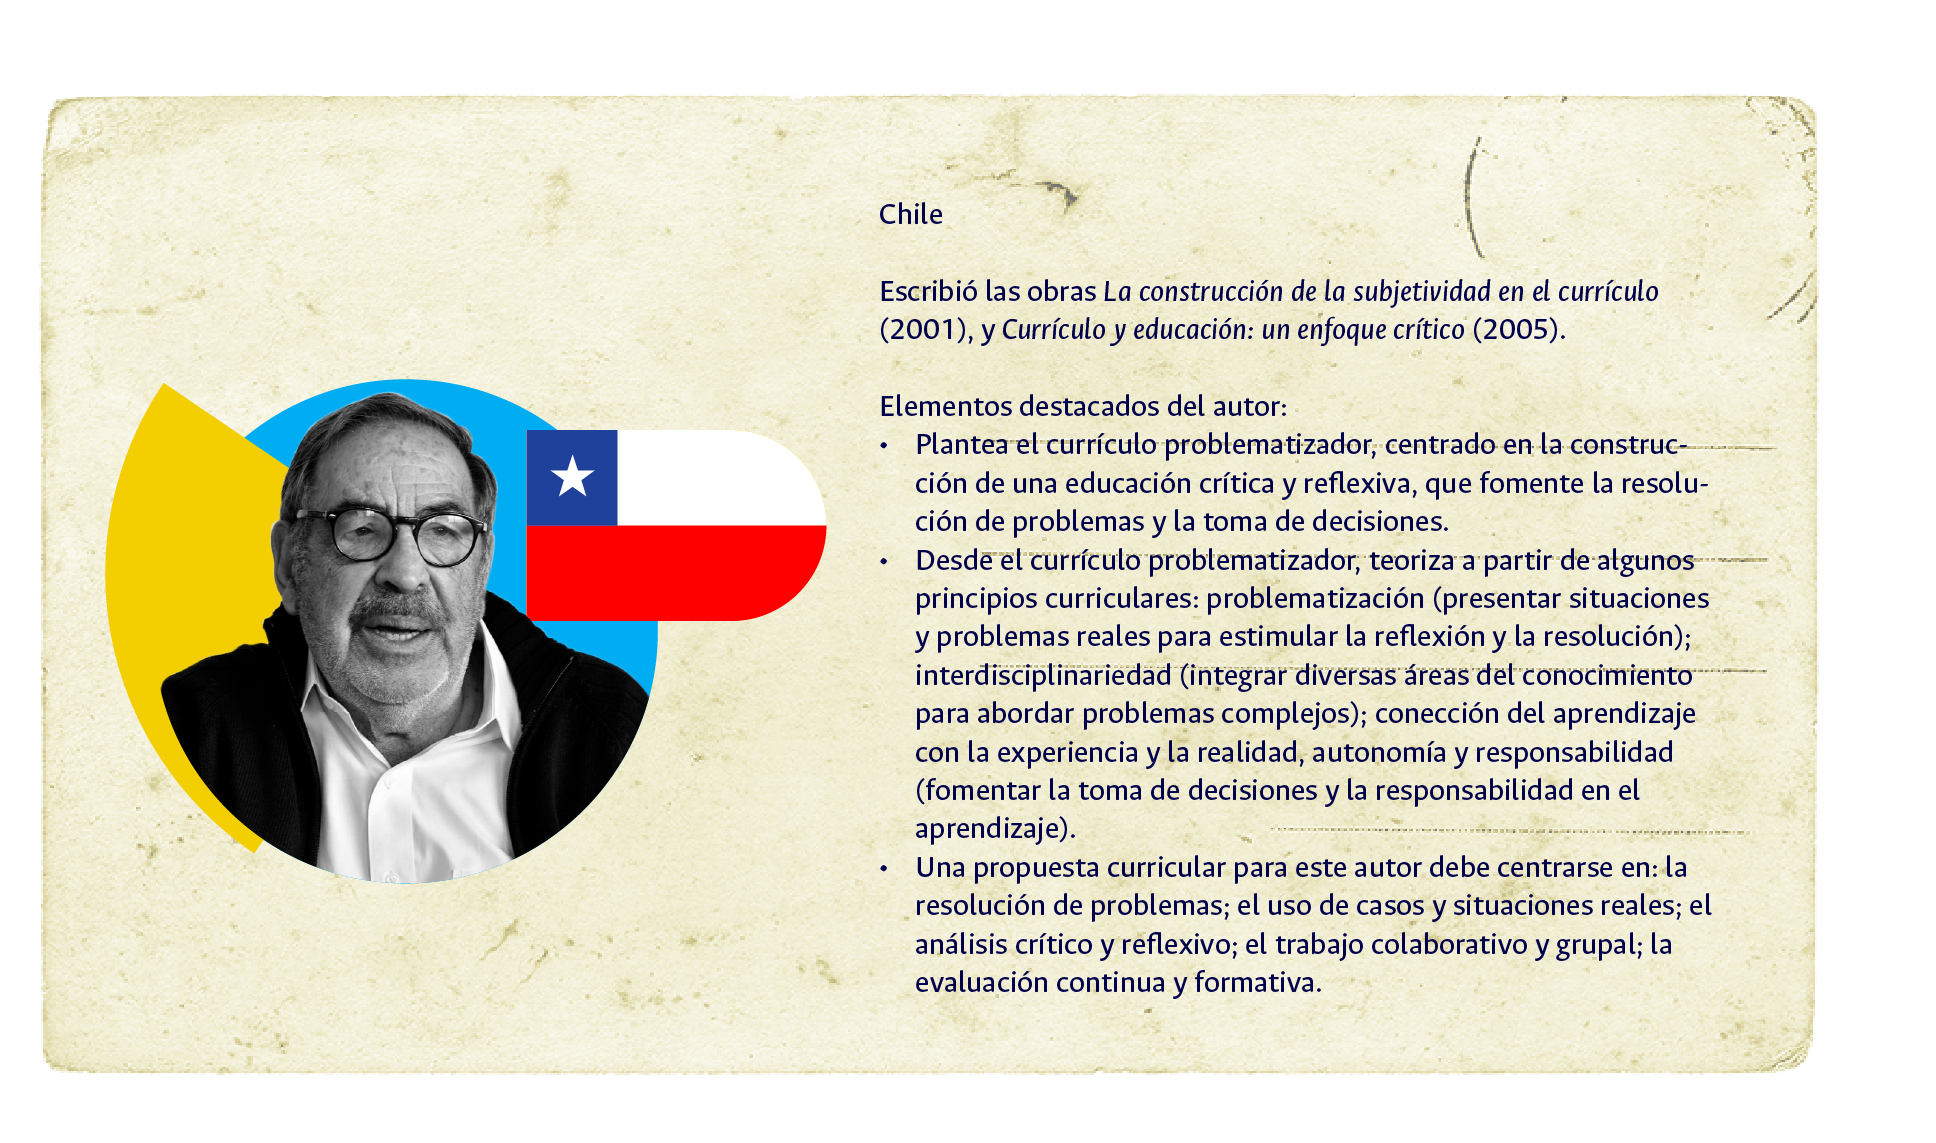 Chile
Escribió las obras La construcción de la subjetividad en el currículo
(2001), y Currículo y educación: un enfoque crítico (2005).
Elementos destacados del autor:
• Plantea el currículo problematizador, centrado en la construc-
ción de una educación crítica y reflexiva, que fomente la resolu-
ción de problemas y la toma de decisiones.
• Desde el currículo problematizador, teoriza a partir de algunos
principios curriculares: problematización (presentar situaciones
y problemas reales para estimular la reflexión y la resolución);
interdisciplinariedad (integrar diversas áreas del conocimiento
para abordar problemas complejos); conección del aprendizaje
con la experiencia y la realidad, autonomía y responsabilidad
(fomentar la toma de decisiones y la responsabilidad en el
aprendizaje).
• Una propuesta curricular para este autor debe centrarse en: la
resolución de problemas; el uso de casos y situaciones reales; el
análisis crítico y reflexivo; el trabajo colaborativo y grupal; la
evaluación continua y formativa.